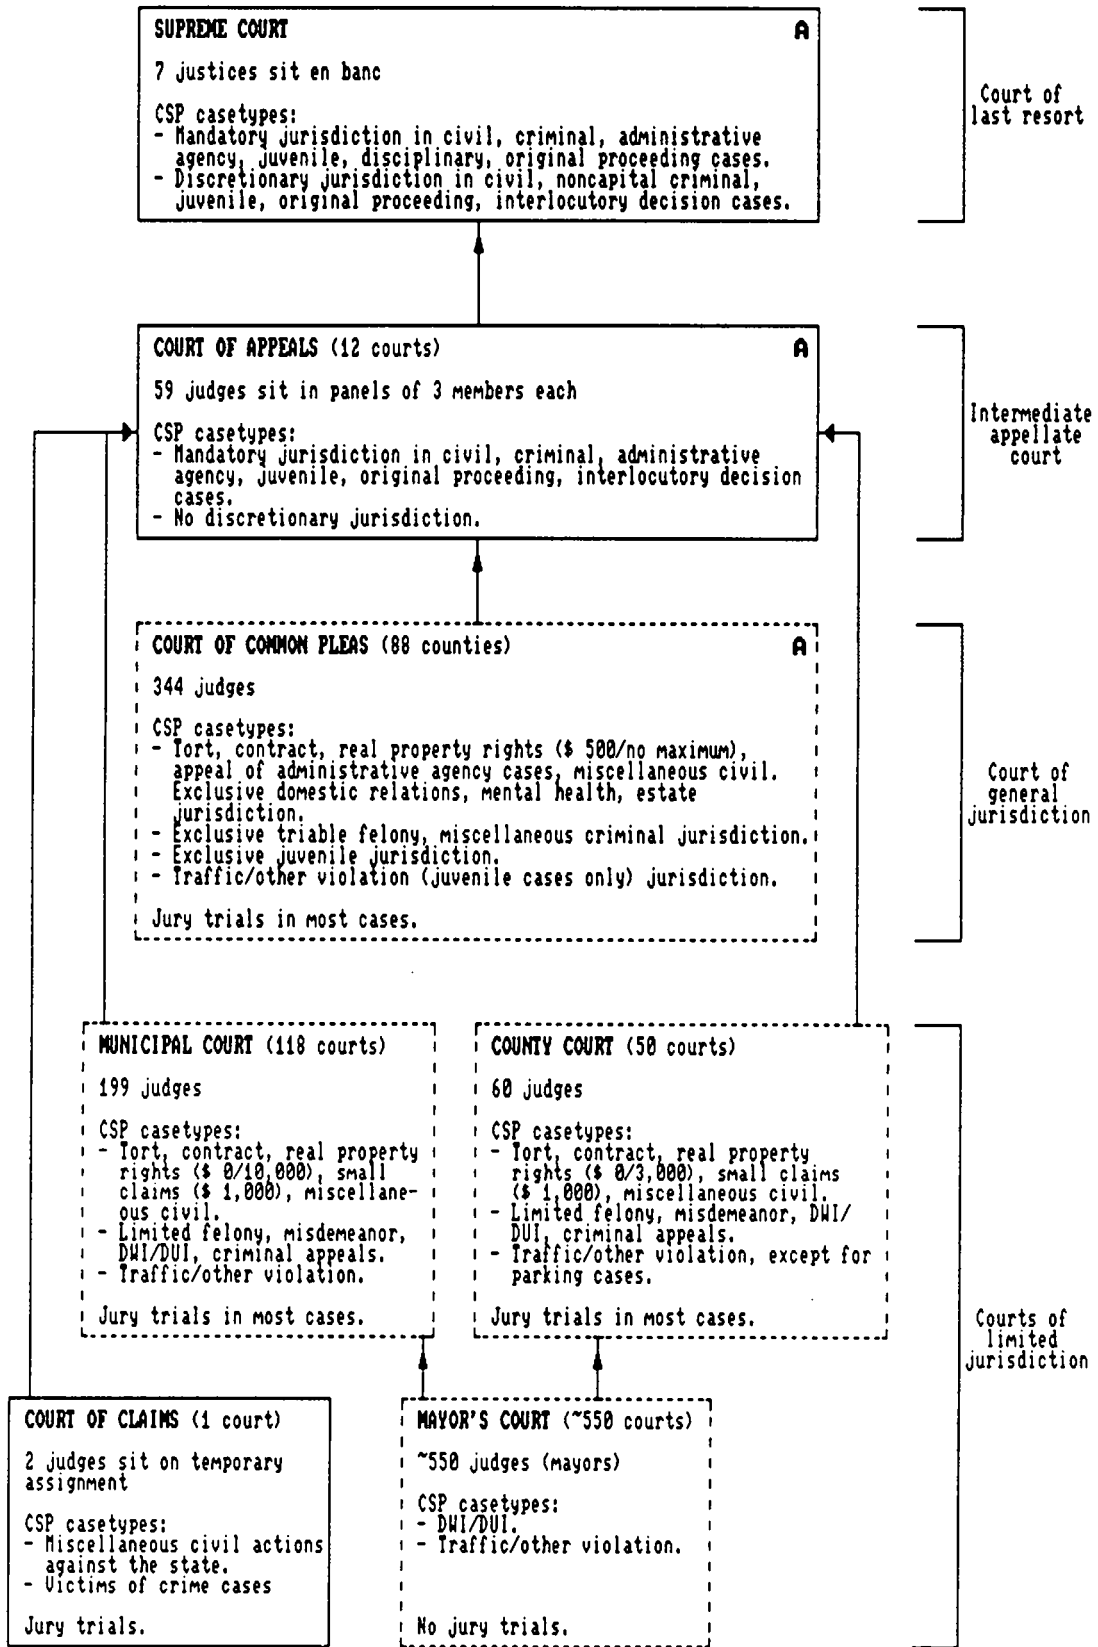 SUPREME COURT A
7 justices sit en banc
CSP casetypes:
- Mandatory jurisdiction in civil, criminal, administrative
agency, juvenile, disciplinary, original proceeding cases.
- Discretionary jurisdiction in civil, noncapital criminal,
juvenile, original proceeding, interlocutory decision cases.
Court of
last resort
COURT OF APPEALS (12 courts) A
59 judges sit in panels of 3 members each
CSP casetypes:
- Mandatory jurisdiction in civil, criminal, administrative
agency, juvenile, original proceeding, interlocutory decision
cases.
- No discretionary jurisdiction.
Intermediate
appellate
court
COURT OF COMMON PLEAS (88 counties) A
344 judges
CSP casetypes:
- Tort, contract, real property rights ($ 500/no maximum),
appeal of administrative agency cases, miscellaneous civil.
Exclusive domestic relations, mental health, estate
jurisdiction.
- Exclusive triable felony, miscellaneous criminal jurisdiction.
- Exclusive juvenile jurisdiction.
- Traffic/other violation (juvenile cases only) jurisdiction.
Jury trials in most cases.
Court of
general
jurisdiction
MUNICIPAL COURT (118 courts)
199 judges
CSP casetypes:
- Tort, contract, real property
rights ($ 0/10,000), small
claims ($ 1,000), miscellane-
ous civil.
- Limited felony, misdemeanor,
DWI/DUI, criminal appeals.
- Traffic/other violation.
Jury trials in most cases.
COUNTY COURT (50 courts)
60 judges
CSP casetypes:
- Tort, contract, real property
rights ($ 0/3,000), small claims
($ 1,000), miscellaneous civil.
- Limited felony, misdemeanor, DWI/
DUI, criminal appeals.
- Traffic/other violation, except for
parking cases.
Jury trials in most cases.
Courts of
limited
jurisdiction
COURT OF CLAIMS (1 court)
2 judges sit on temporary
assignment
CSP casetypes:
- Miscellaneous civil actions
against the state.
- Victims of crime cases
Jury trials.
MAYOR'S COURT (~550 courts)
~550 judges (mayors)
CSP casetypes:
- DWI/DUI.
- Traffic/other violation.
No jury trials.